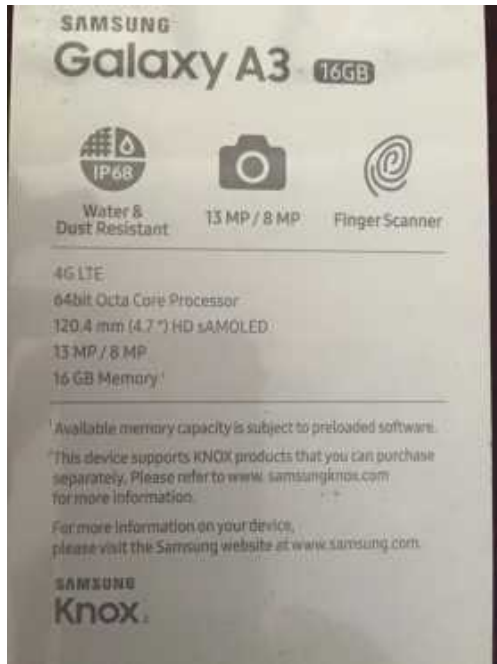 SAMSUNG
Galaxy A3 16GB
IP68
Water &
Dust Resistant
13 MP / 8 MP
Finger Scanner
4G LTE
64bit Octa Core Processor
120.4 mm (4.7 ") HD sAMOLED
13 MP / 8 MP
16 GB Memory¹
¹Available memory capacity is subject to preloaded software.
This device supports KNOX products that you can purchase
separately. Please refer to www. samsungknox.com
for more information.
For more information on your device,
please visit the Samsung website at www.samsung.com.
SAMSUNG
Knox